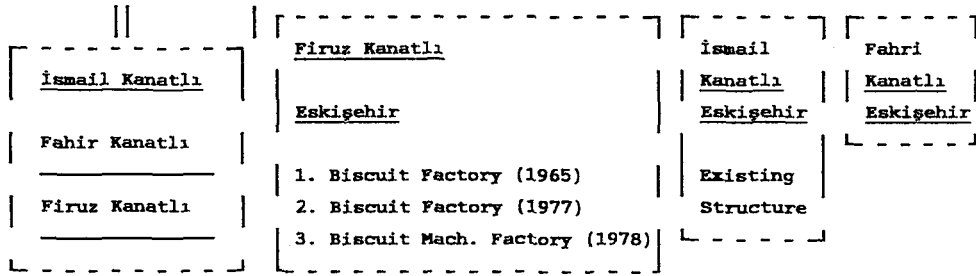 İsmail Kanatlı
Fahir Kanatlı
Firuz Kanatlı
Firuz Kanatlı
Eskişehir
1. Biscuit Factory (1965)
2. Biscuit Factory (1977)
3. Biscuit Mach. Factory (1978)
İsmail
Kanatlı
Eskişehir
Existing
Structure
Fahri
Kanatlı
Eskişehir